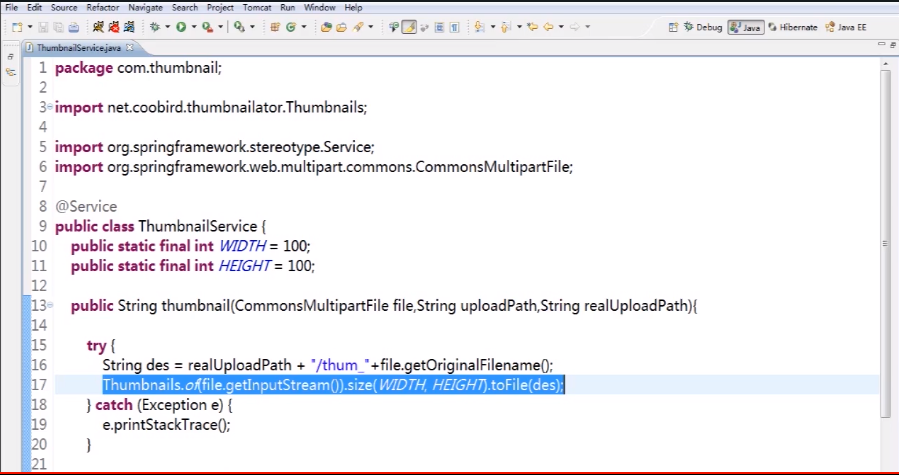 File Edit Source Refactor Navigate Search Project Tomcat Run Window Help
Debug Java Hibernate Java EE
ThumbnailService.java
1 package com.thumbnail;
2
3 import net.coobird.thumbnailator.Thumbnails;
4
5 import org.springframework.stereotype.Service;
6 import org.springframework.web.multipart.commons.CommonsMultipartFile;
7
8 @Service
9 public class ThumbnailService {
10 public static final int WIDTH = 100;
11 public static final int HEIGHT = 100;
12
13 public String thumbnail(CommonsMultipartFile file,String uploadPath,String realUploadPath){
14
15 try {
16 String des = realUploadPath + "/thum_"+file.getOriginalFilename();
17 Thumbnails.of(file.getInputStream()).size(WIDTH, HEIGHT).toFile(des);
18 } catch (Exception e) {
19 e.printStackTrace();
20 }
21